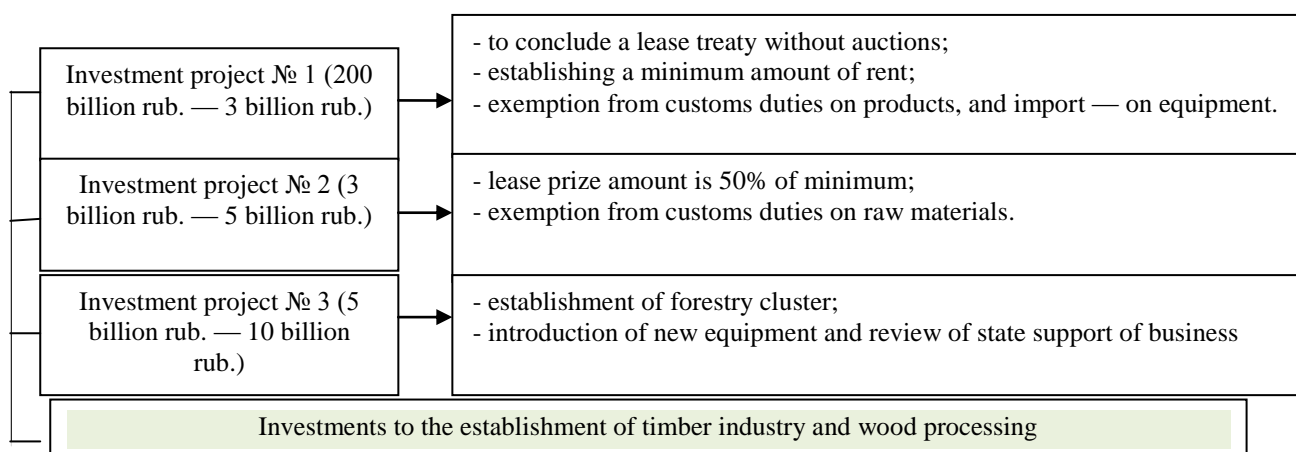 Investment project № 1 (200
billion rub. — 3 billion rub.)
- to conclude a lease treaty without auctions;
- establishing a minimum amount of rent;
- exemption from customs duties on products, and import — on equipment.
Investment project № 2 (3
billion rub. — 5 billion rub.)
- lease prize amount is 50% of minimum;
- exemption from customs duties on raw materials.
Investment project № 3 (5
billion rub. — 10 billion
rub.)
- establishment of forestry cluster;
- introduction of new equipment and review of state support of business
Investments to the establishment of timber industry and wood processing